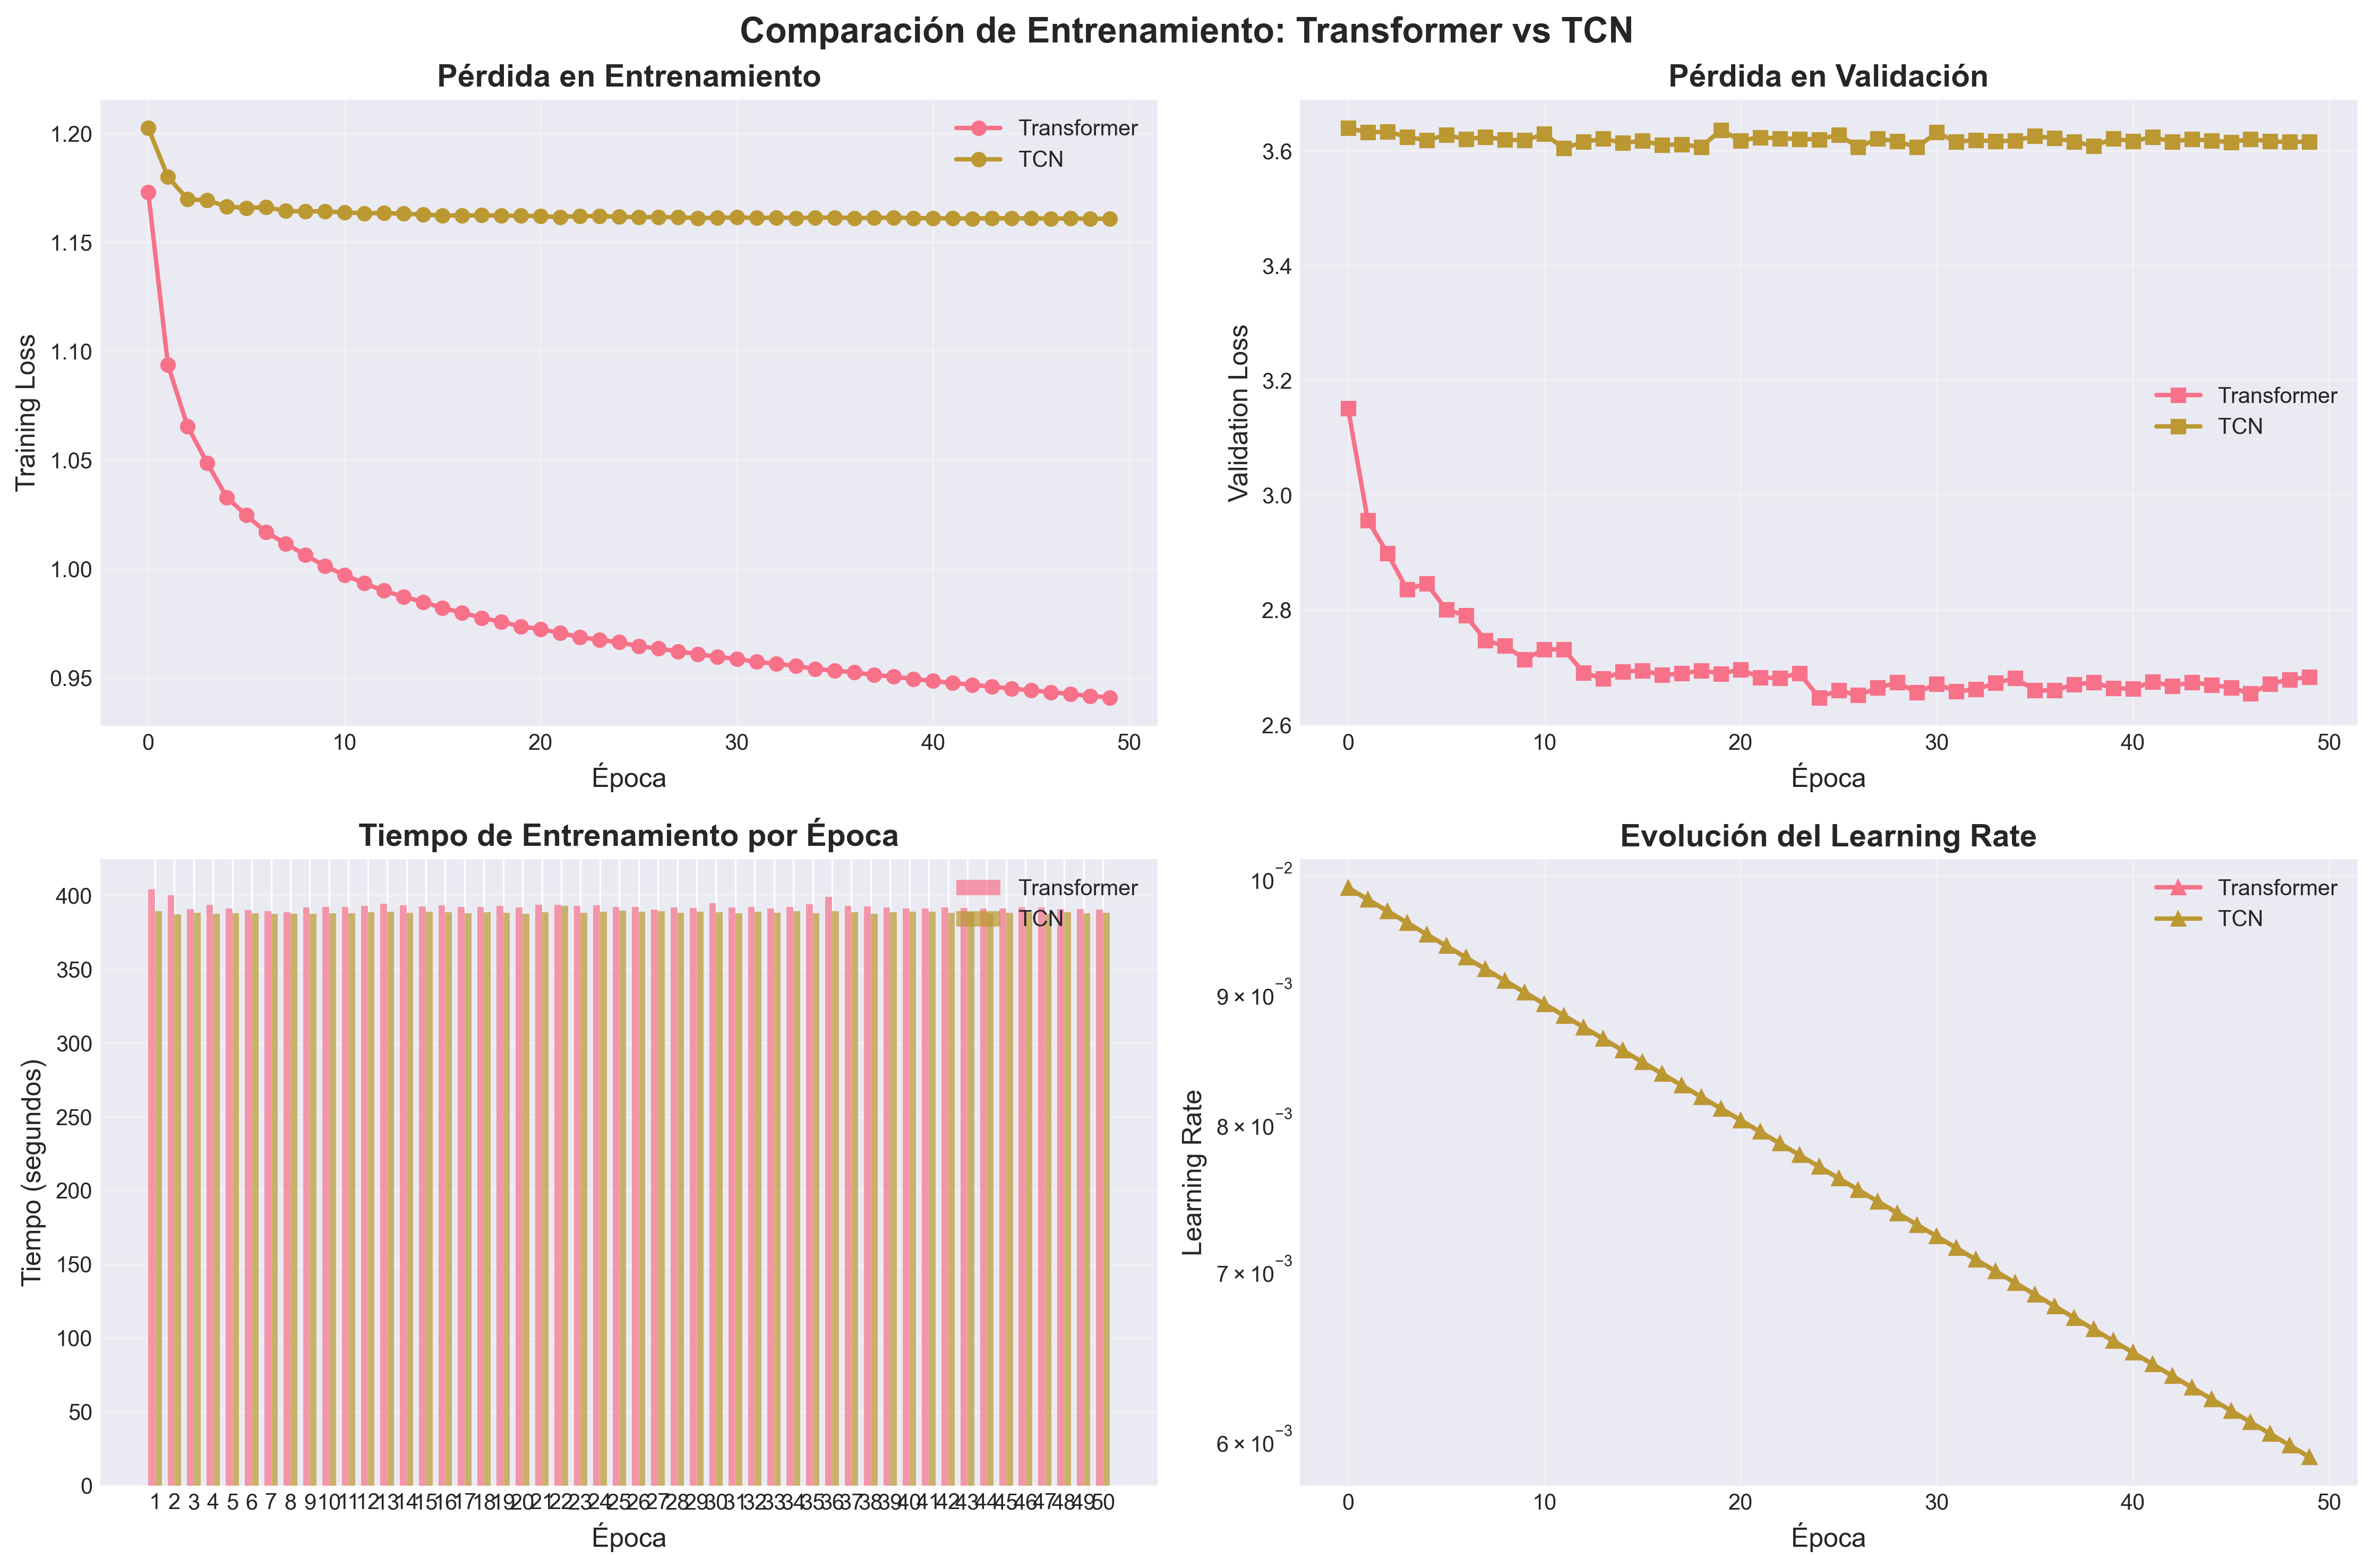 Comparación de Entrenamiento: Transformer vs TCN
Pérdida en Entrenamiento
Training Loss
1.20
1.15
1.10
1.05
1.00
0.95
0 10 20 30 40 50
Época
Transformer
TCN
Pérdida en Validación
Validation Loss
3.6
3.4
3.2
3.0
2.8
2.6
0 10 20 30 40 50
Época
Transformer
TCN
Tiempo de Entrenamiento por Época
Tiempo (segundos)
400
350
300
250
200
150
100
50
0
1 2 3 4 5 6 7 8 9 10 11 12 13 14 15 16 17 18 19 20 21 22 23 24 25 26 27 28 29 30 31 32 33 34 35 36 37 38 39 40 41 42 43 44 45 46 47 48 49 50
Época
Transformer
TCN
Evolución del Learning Rate
Learning Rate
10⁻²
9 × 10⁻³
8 × 10⁻³
7 × 10⁻³
6 × 10⁻³
0 10 20 30 40 50
Época
Transformer
TCN